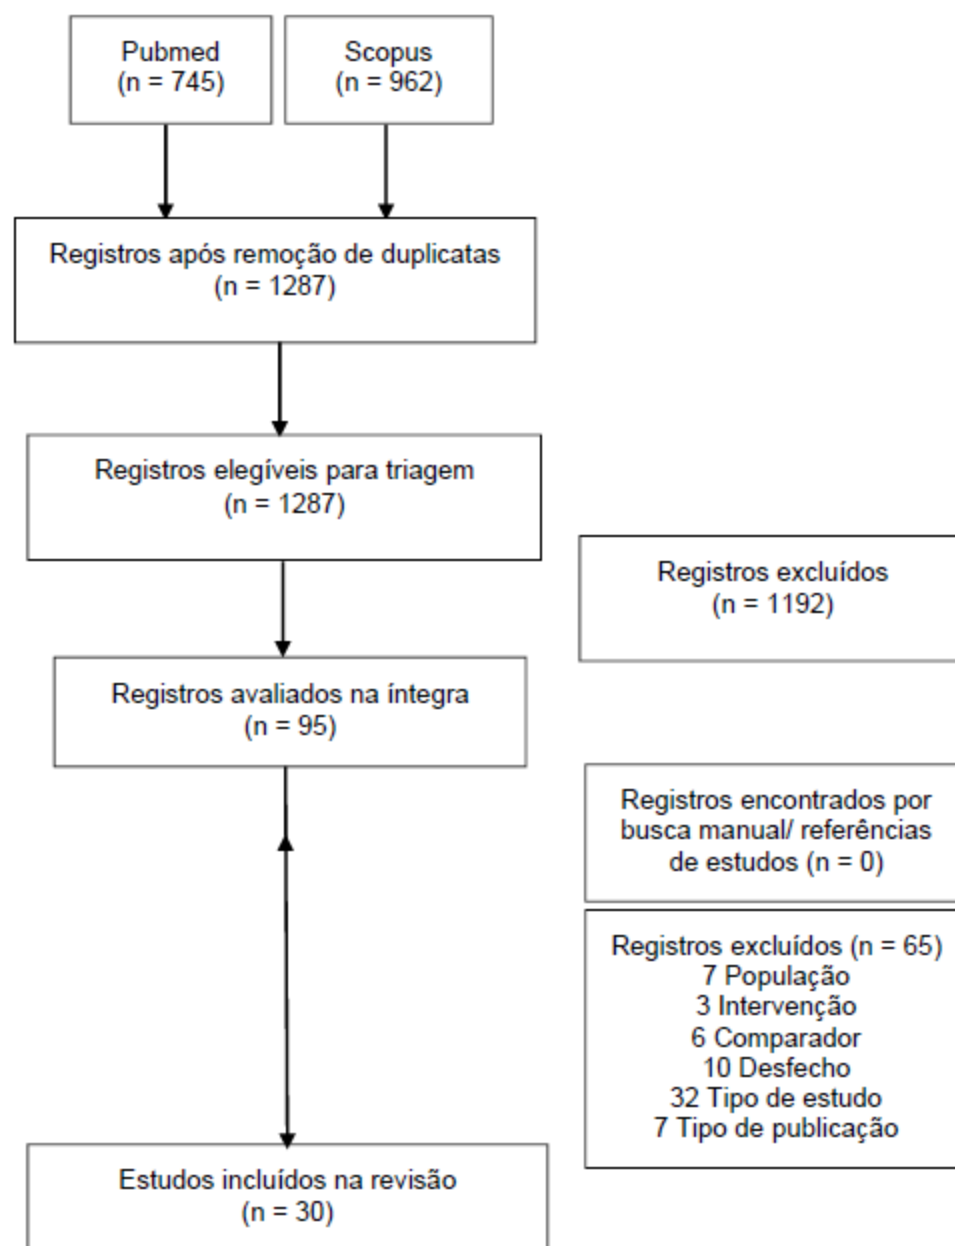 Pubmed
(n = 745)
Scopus
(n = 962)
Registros após remoção de duplicatas
(n = 1287)
Registros elegíveis para triagem
(n = 1287)
Registros excluídos
(n = 1192)
Registros avaliados na íntegra
(n = 95)
Registros encontrados por
busca manual/ referências
de estudos (n = 0)
Registros excluídos (n = 65)
7 População
3 Intervenção
6 Comparador
10 Desfecho
32 Tipo de estudo
7 Tipo de publicação
Estudos incluídos na revisão
(n = 30)